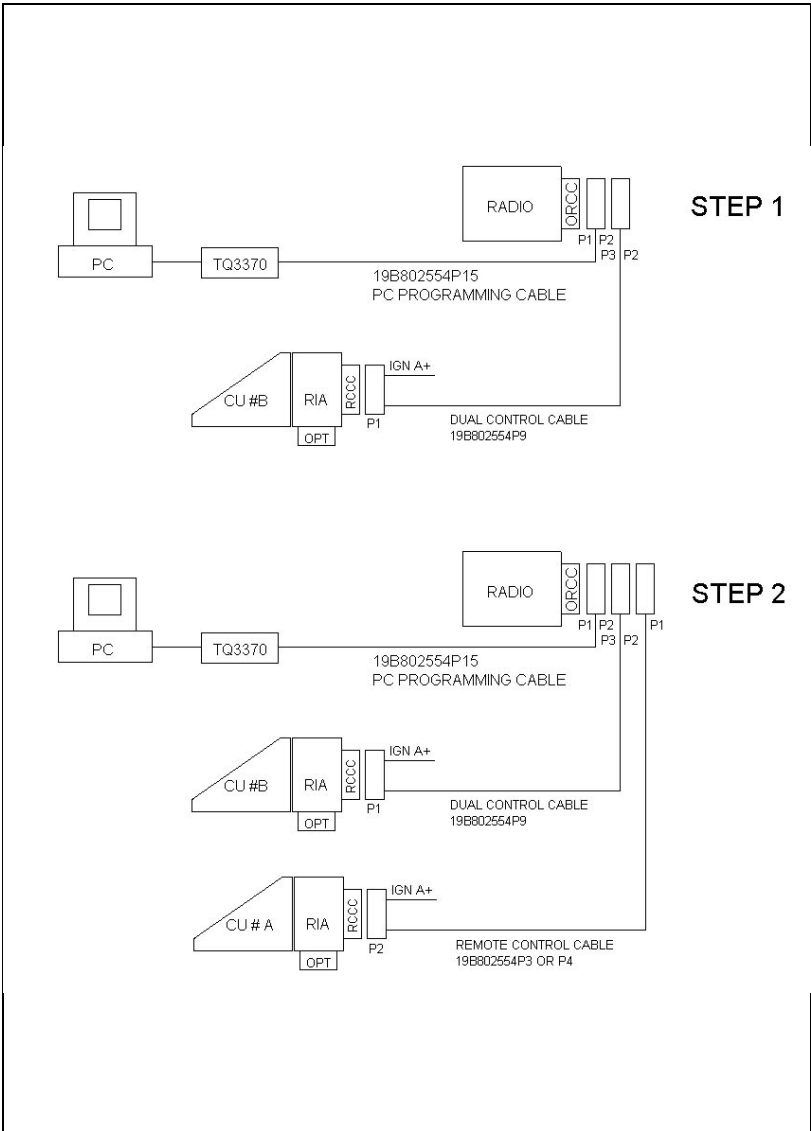 STEP 1
RADIO
ORCC
P1 P2
P3 P2
PC
TQ3370
19B802554P15
PC PROGRAMMING CABLE
IGN A+
CU #B
RIA
RCCC
P1
OPT
DUAL CONTROL CABLE
19B802554P9
STEP 2
RADIO
ORCC
P1 P2 P1
P3 P2
PC
TQ3370
19B802554P15
PC PROGRAMMING CABLE
IGN A+
CU #B
RIA
RCCC
P1
OPT
DUAL CONTROL CABLE
19B802554P9
IGN A+
CU # A
RIA
RCCC
P2
OPT
REMOTE CONTROL CABLE
19B802554P3 OR P4